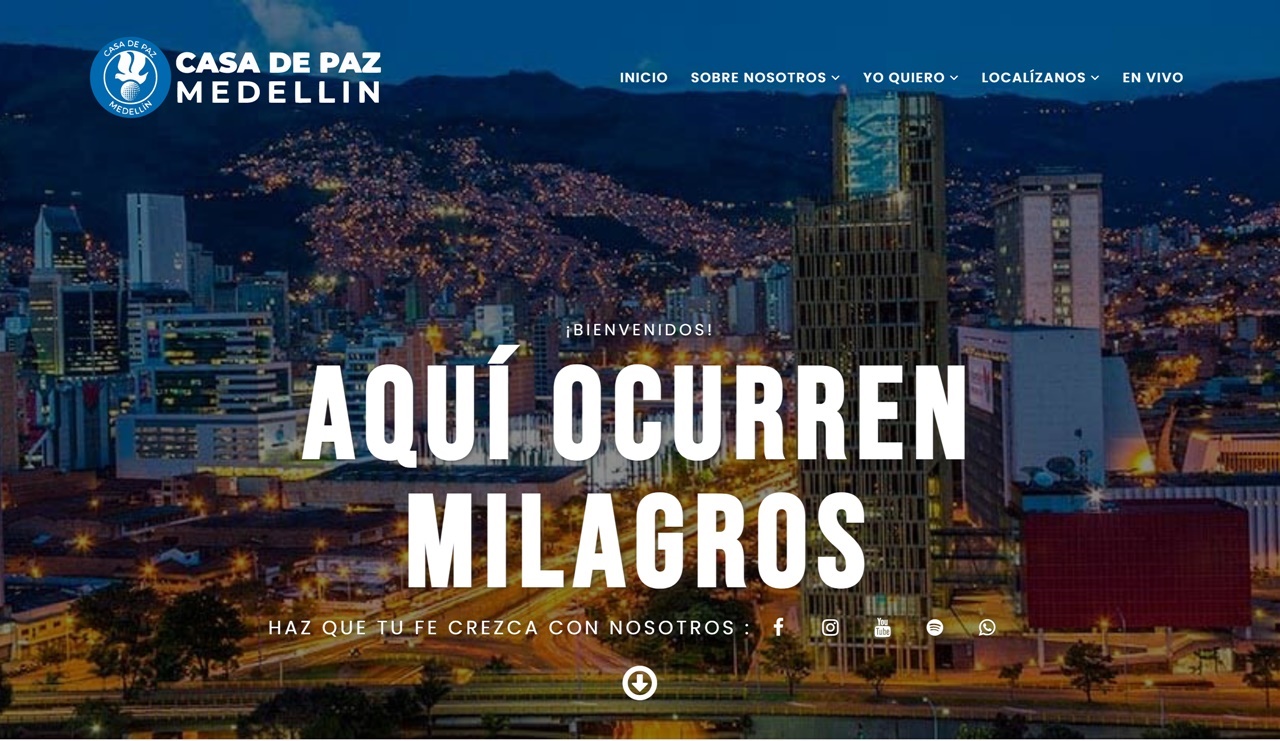 CASA DE PAZ
MEDELLÍN
CASA DE PAZ
MEDELLIN
INICIO
SOBRE NOSOTROS
YO QUIERO
LOCALÍZANOS
EN VIVO
¡BIENVENIDOS!
AQUÍ OCURREN
MILAGROS
HAZ QUE TU FE CREZCA CON NOSOTROS :
You
Tube